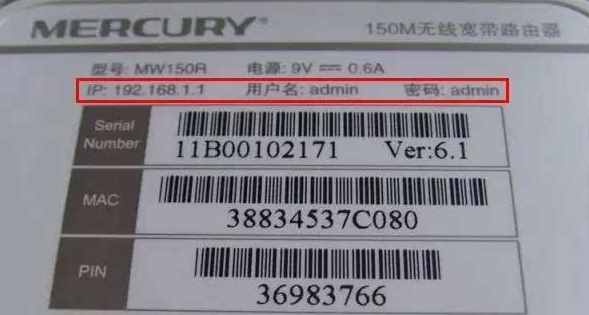 MERCURY® 150M无线宽带路由器
型号: MW150R 电源: 9V ⎓ 0.6A
IP: 192.168.1.1 用户名: admin 密码: admin
Serial Number 11B00102171 Ver:6.1
MAC 38834537C080
PIN 36983766